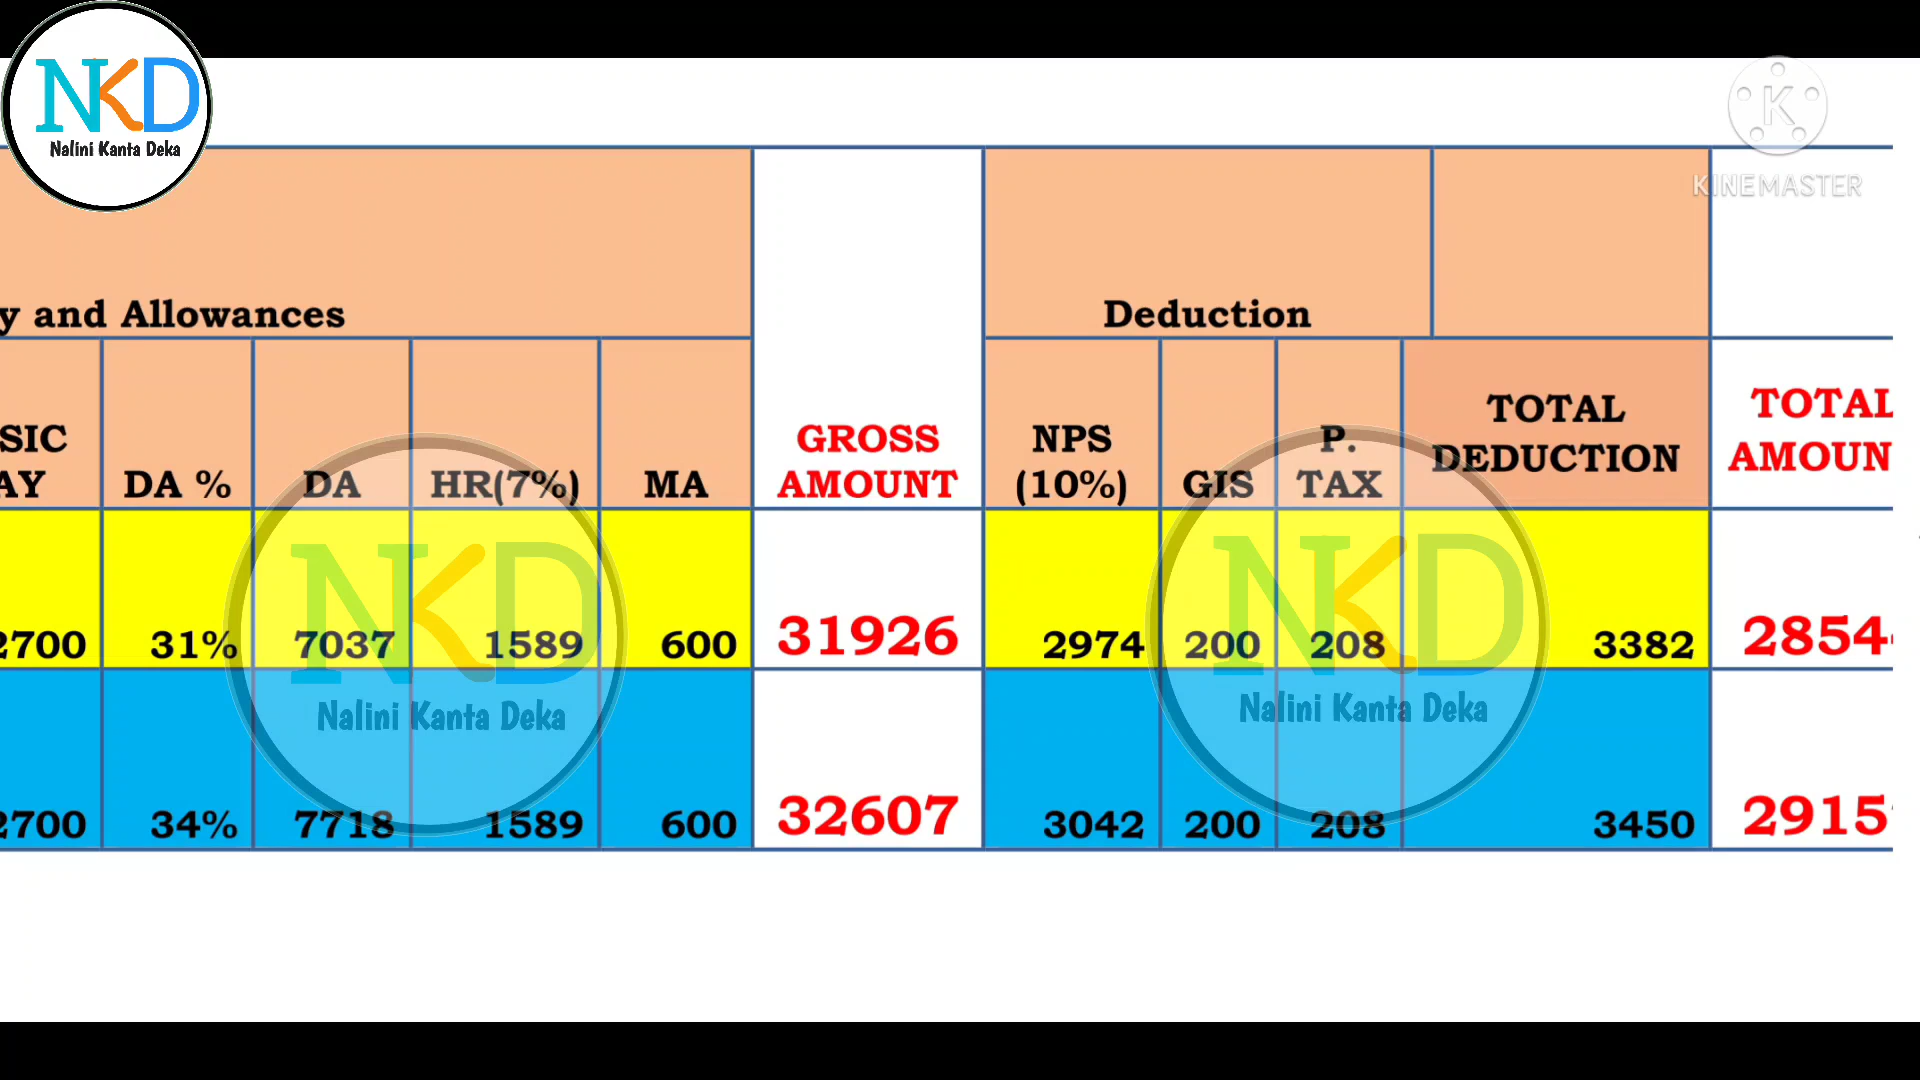 NKD
Nalini Kanta Deka
K
KINEMASTER
y and Allowances
Deduction
SIC
AY
DA %
DA
HR(7%)
MA
GROSS
AMOUNT
NPS
(10%)
GIS
P.
TAX
TOTAL
DEDUCTION
TOTAL
AMOUN
2700 31% 7037 1589 600 31926 2974 200 208 3382 2854
NKD
Nalini Kanta Deka
NKD
Nalini Kanta Deka
2700 34% 7718 1589 600 32607 3042 200 208 3450 2915